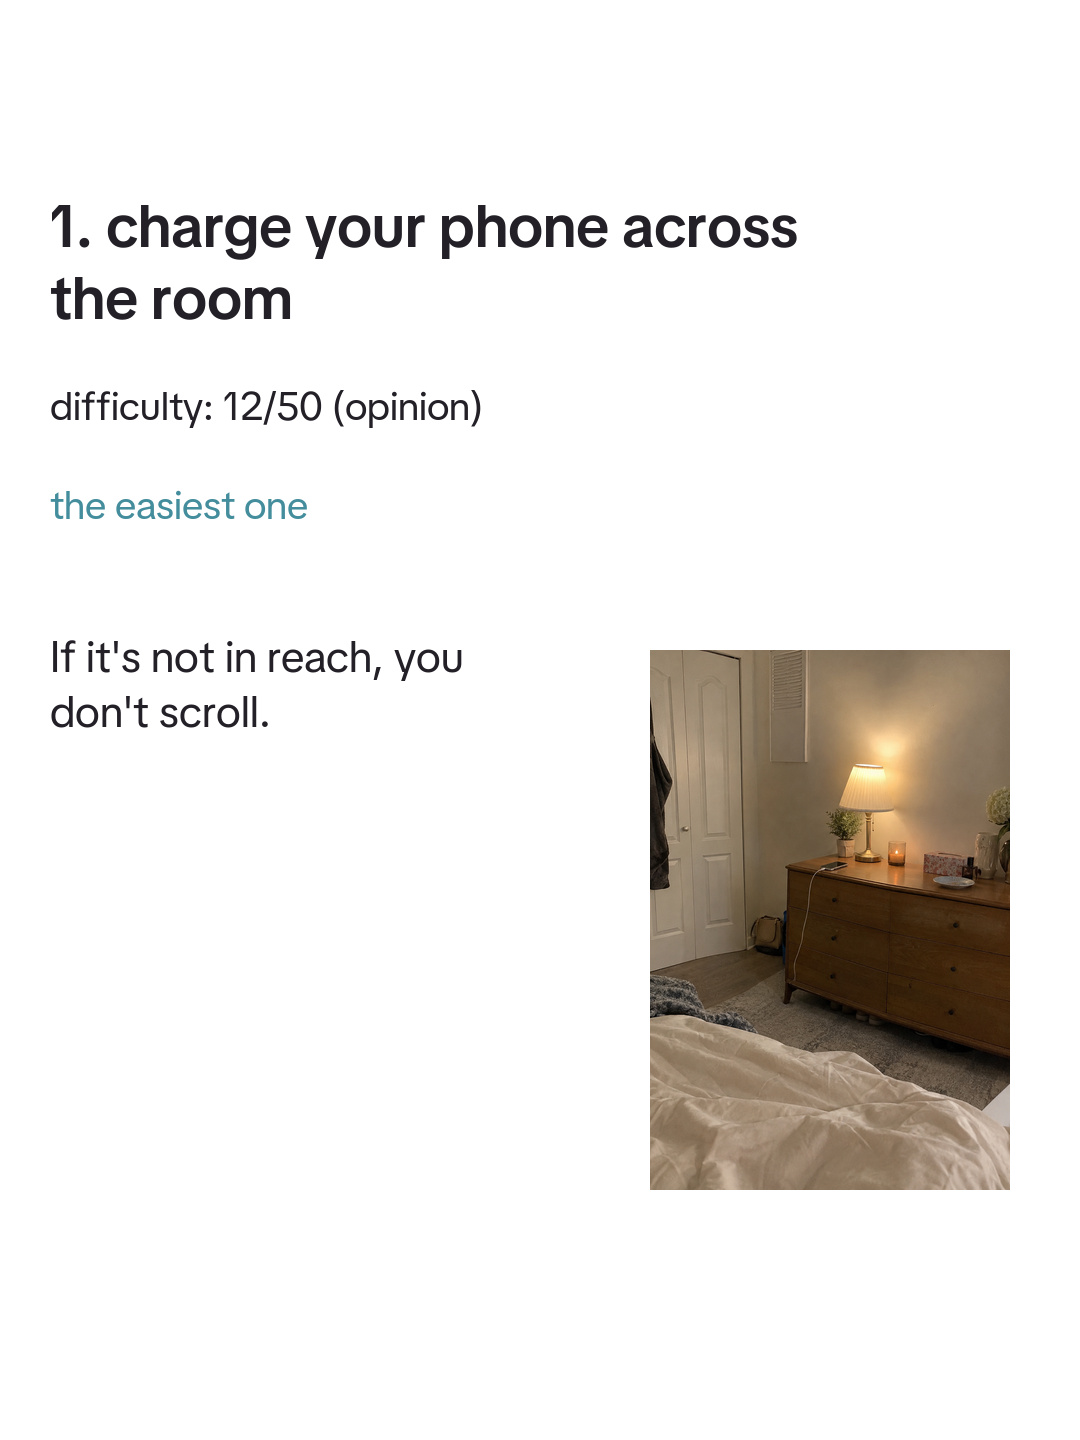 1. charge your phone across
the room
difficulty: 12/50 (opinion)
the easiest one
If it's not in reach, you
don't scroll.